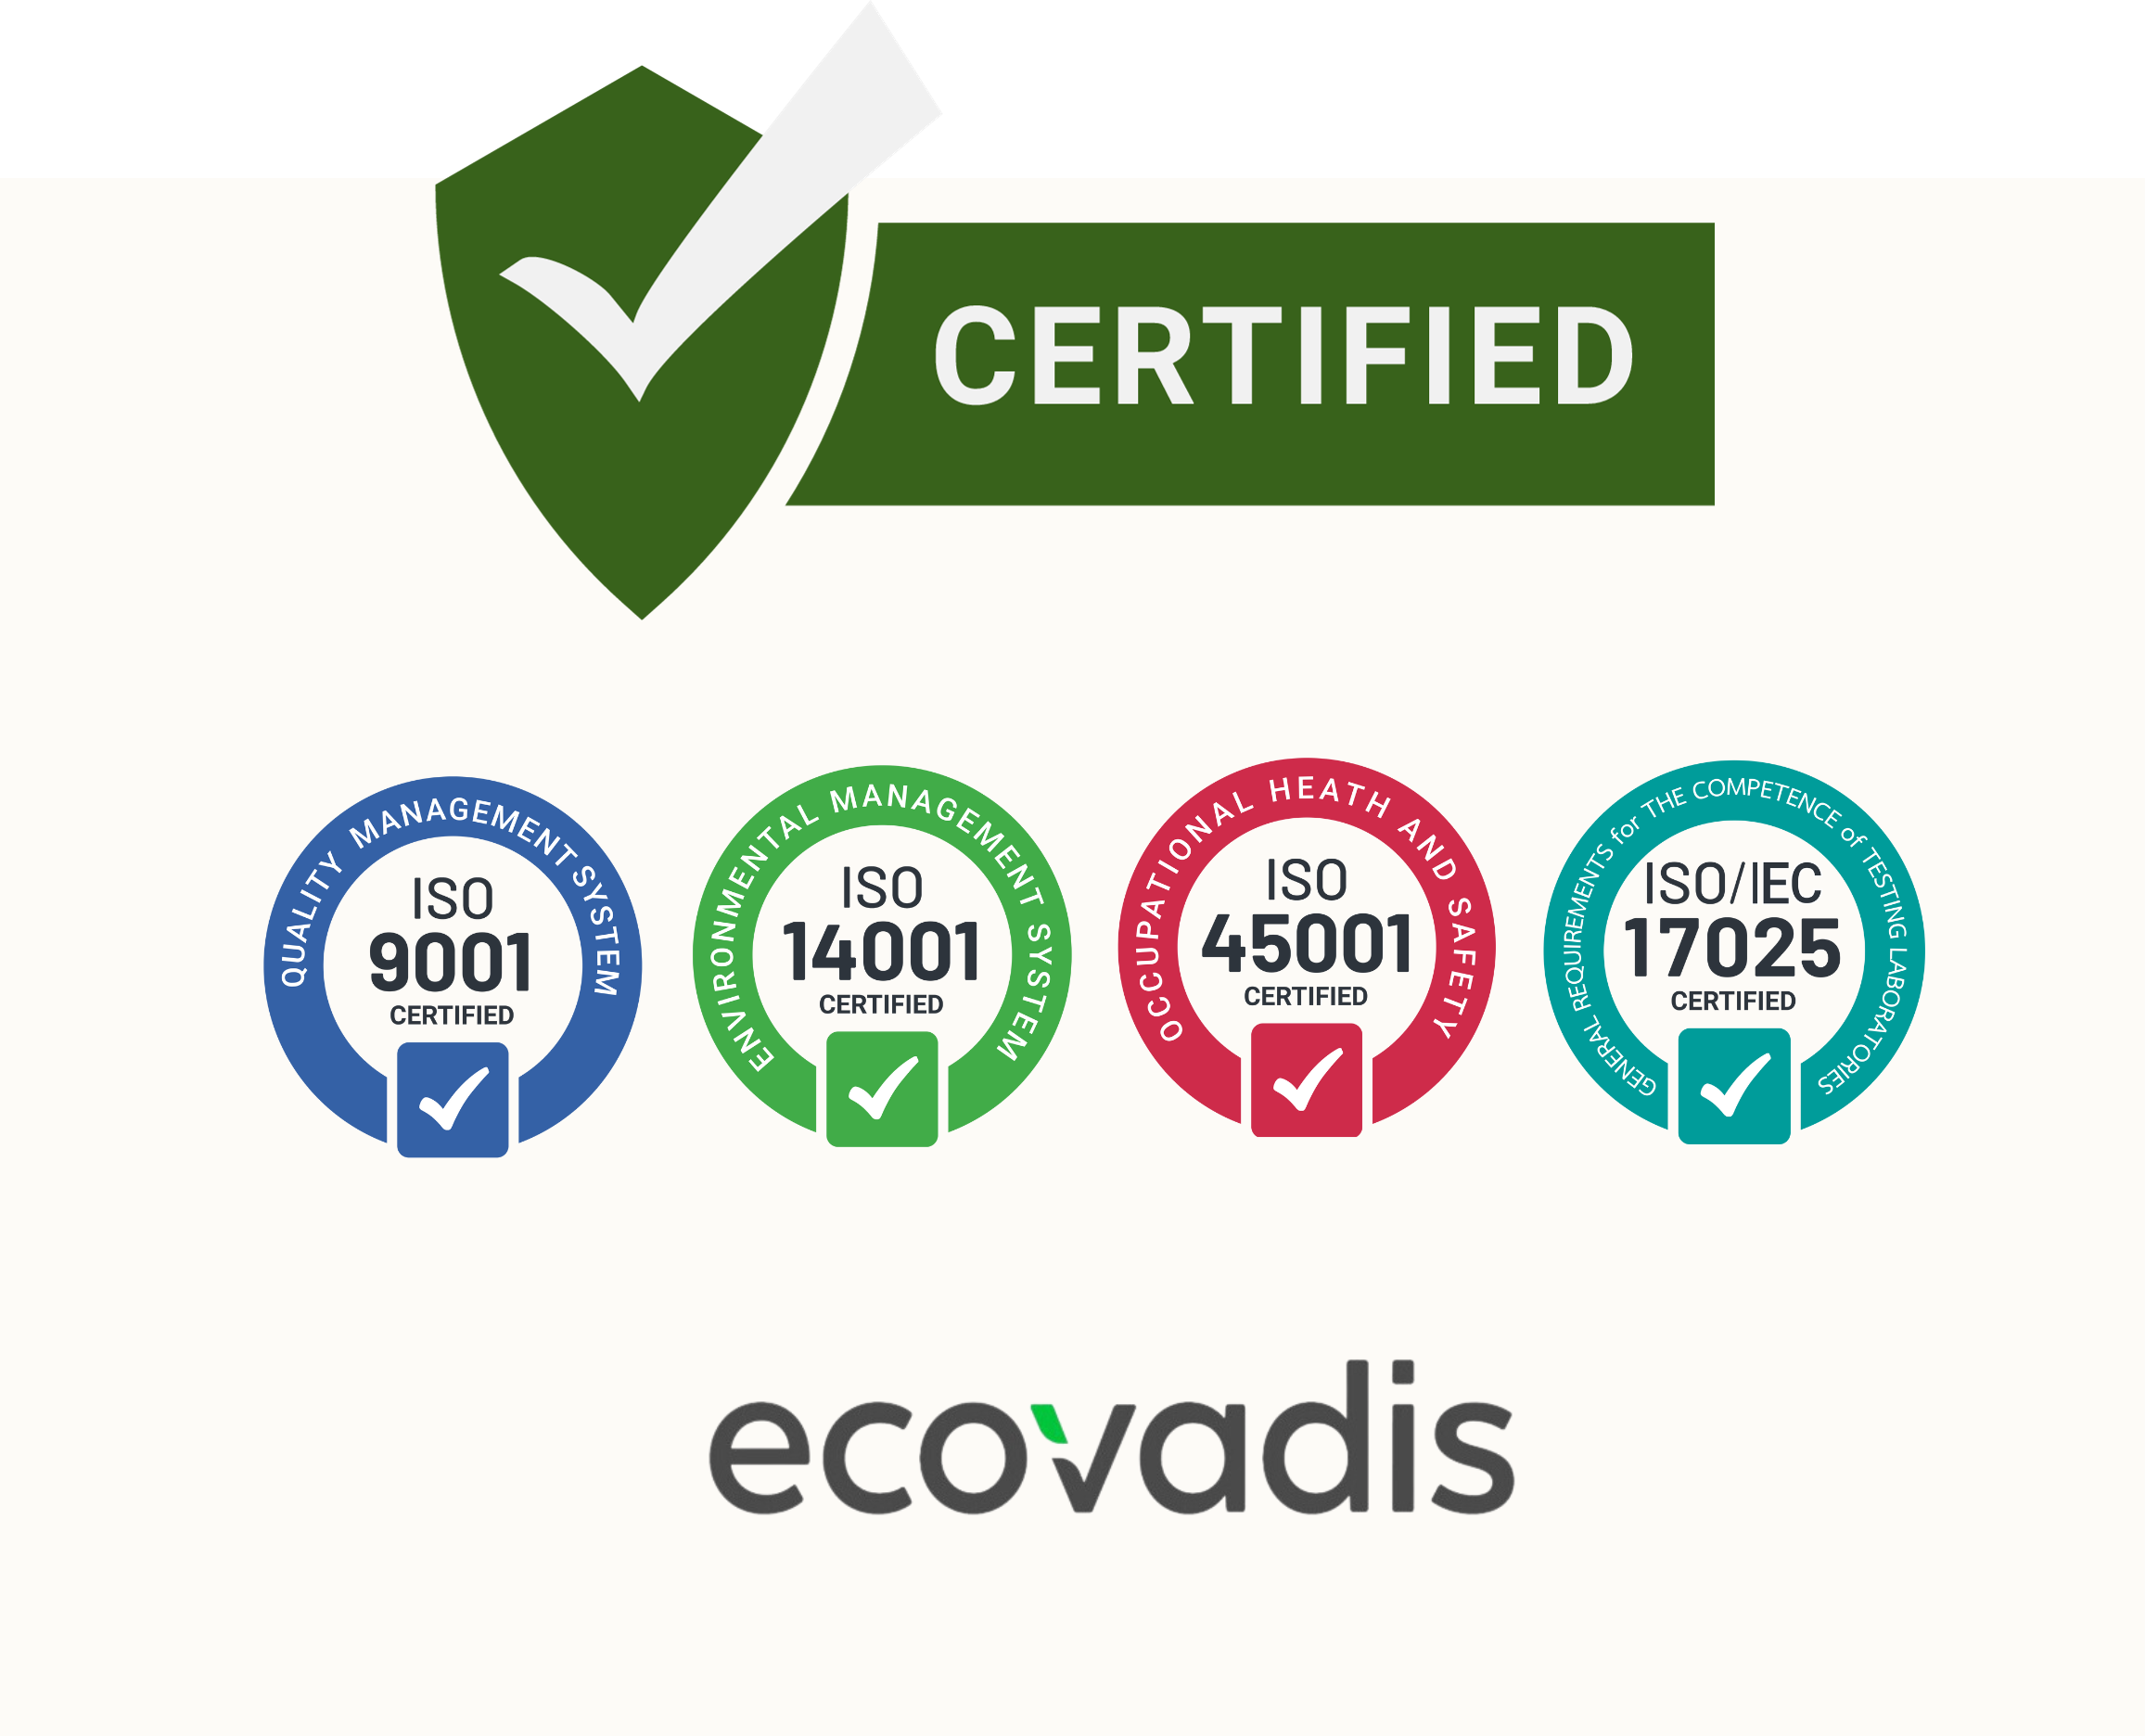 CERTIFIED
QUALITY MANAGEMENT SYSTEM
ISO
9001
CERTIFIED
ENVIRONMENTAL MANAGEMENT SYSTEM
ISO
14001
CERTIFIED
OCCUPATIONAL HEATH AND SAFETY
ISO
45001
CERTIFIED
GENERAL REQUIREMENTS for THE COMPETENCE of TESTING LABORATORIES
ISO/IEC
17025
CERTIFIED
ecovadis